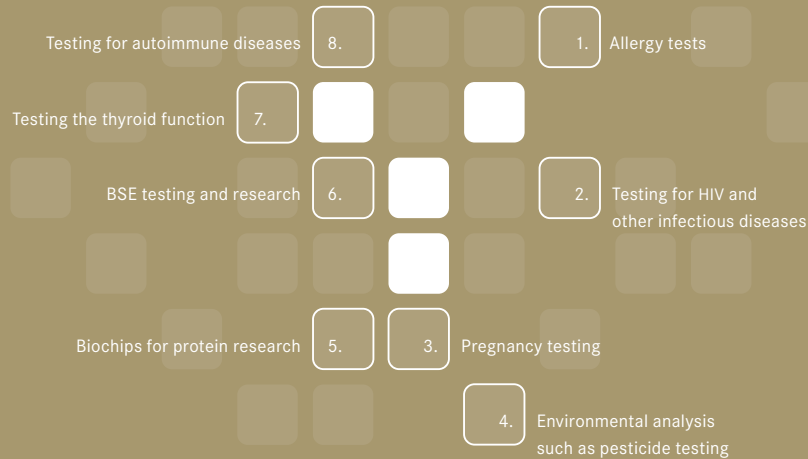 Testing for autoimmune diseases 8.
1. Allergy tests
Testing the thyroid function 7.
BSE testing and research 6.
2. Testing for HIV and
other infectious diseases
Biochips for protein research 5.
3. Pregnancy testing
4. Environmental analysis
such as pesticide testing